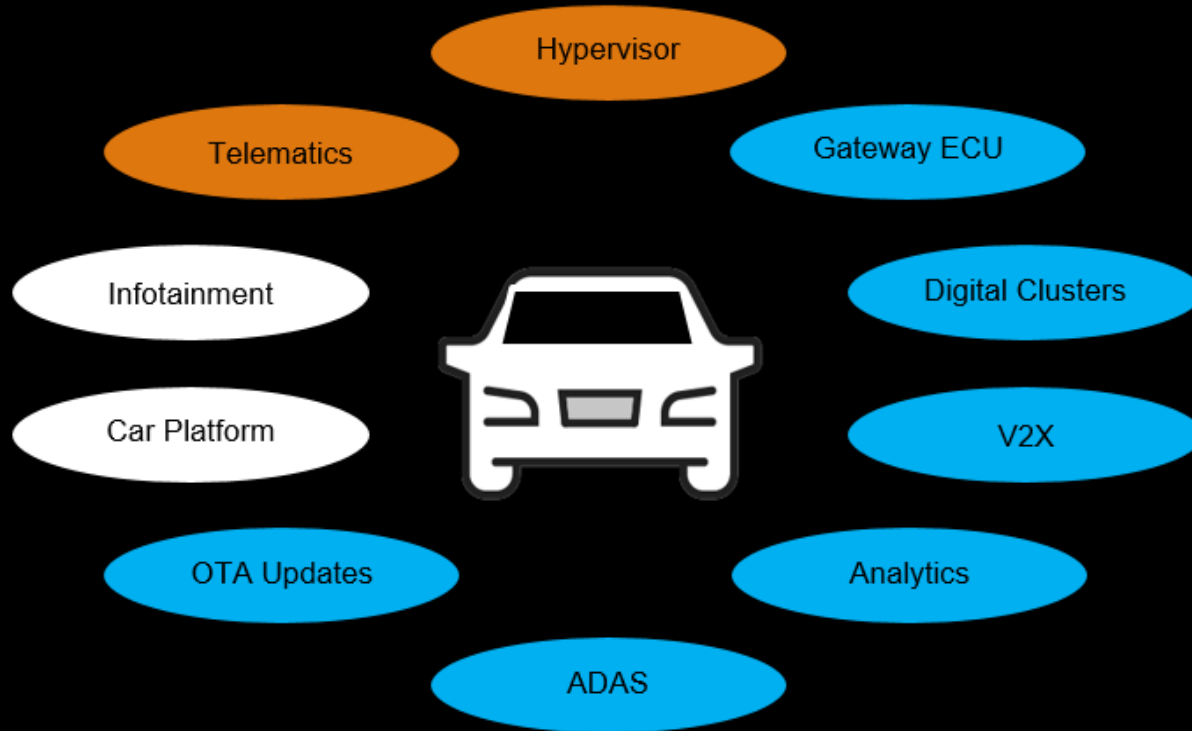 Hypervisor
Telematics
Gateway ECU
Infotainment
Digital Clusters
Car Platform
V2X
OTA Updates
Analytics
ADAS